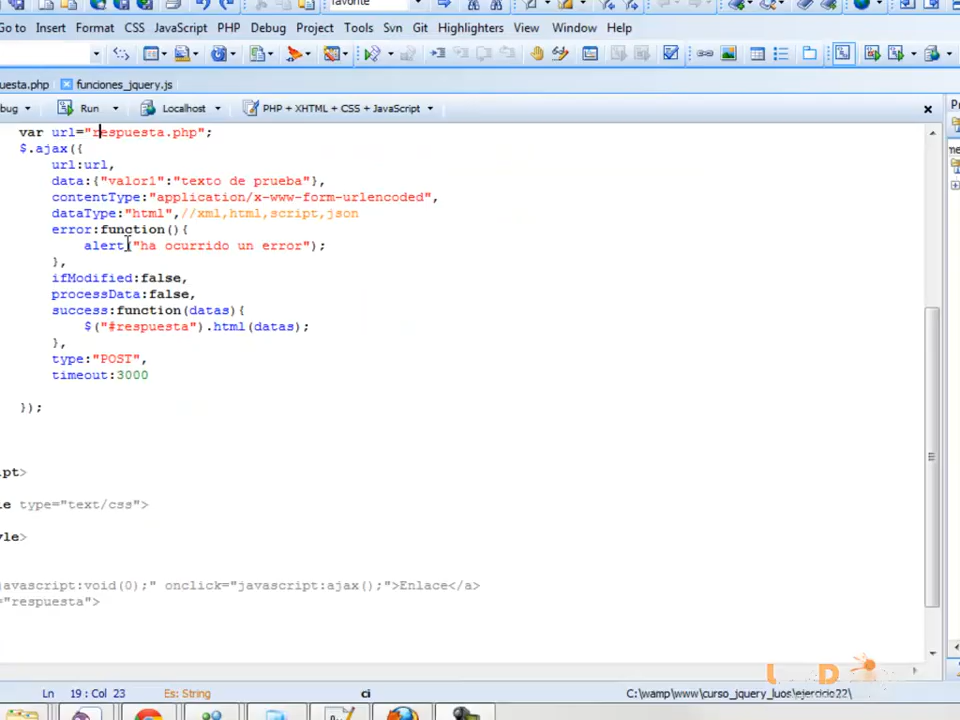 favorite
Go to Insert Format CSS JavaScript PHP Debug Project Tools Svn Git Highlighters View Window Help
uesta.php funciones_jquery.js
bug Run Localhost PHP + XHTML + CSS + JavaScript
var url="respuesta.php";
$.ajax({
url:url,
data:{"valor1":"texto de prueba"},
contentType:"application/x-www-form-urlencoded",
dataType:"html",//xml,html,script,json
error:function(){
alert("ha ocurrido un error");
},
ifModified:false,
processData:false,
success:function(datas){
$("#respuesta").html(datas);
},
type:"POST",
timeout:3000
});
ipt>
le type="text/css">
yle>
javascript:void(0);" onclick="javascript:ajax();">Enlace</a>
="respuesta">
Ln 19 : Col 23 Es: String ci C:\wamp\www\curso_jquery_luos\ejercicio22\